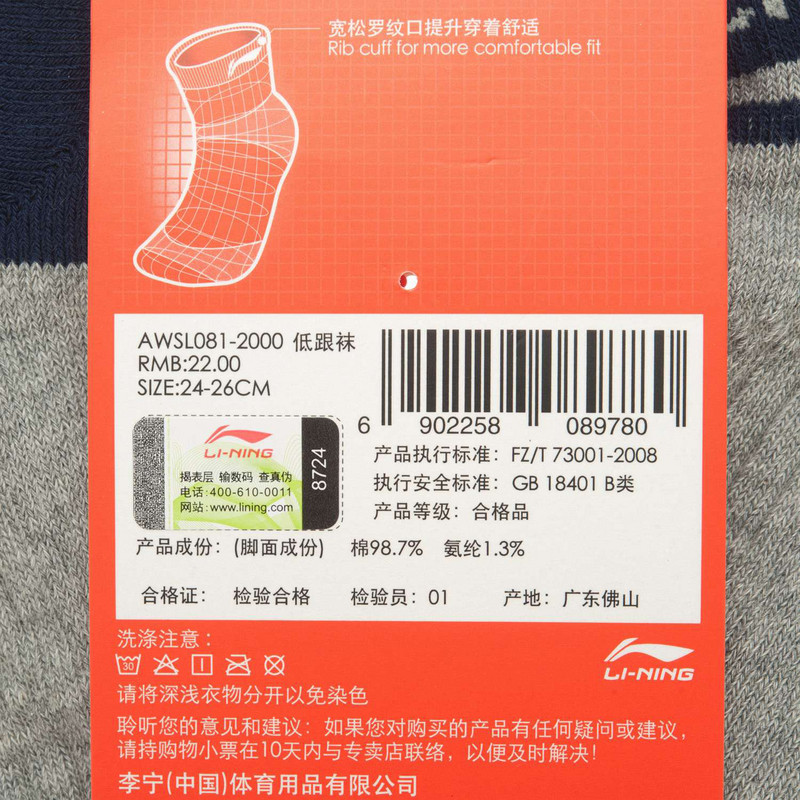 宽松罗纹口提升穿着舒适
Rib cuff for more comfortable fit
AWSL081-2000 低跟袜
RMB:22.00
SIZE:24-26CM
6 902258 089780
LI-NING
揭表层 输数码 查真伪
电话:400-610-0011
网站:www.lining.com
8724
产品执行标准: FZ/T 73001-2008
执行安全标准: GB 18401 B类
产品等级: 合格品
产品成份: (脚面成份) 棉98.7% 氨纶1.3%
合格证: 检验合格 检验员: 01 产地: 广东佛山
洗涤注意:
30
LI-NING
请将深浅衣物分开以免染色
聆听您的意见和建议: 如果您对购买的产品有任何疑问或建议,
请持购物小票在10天内与专卖店联络, 以便及时解决!
李宁(中国)体育用品有限公司